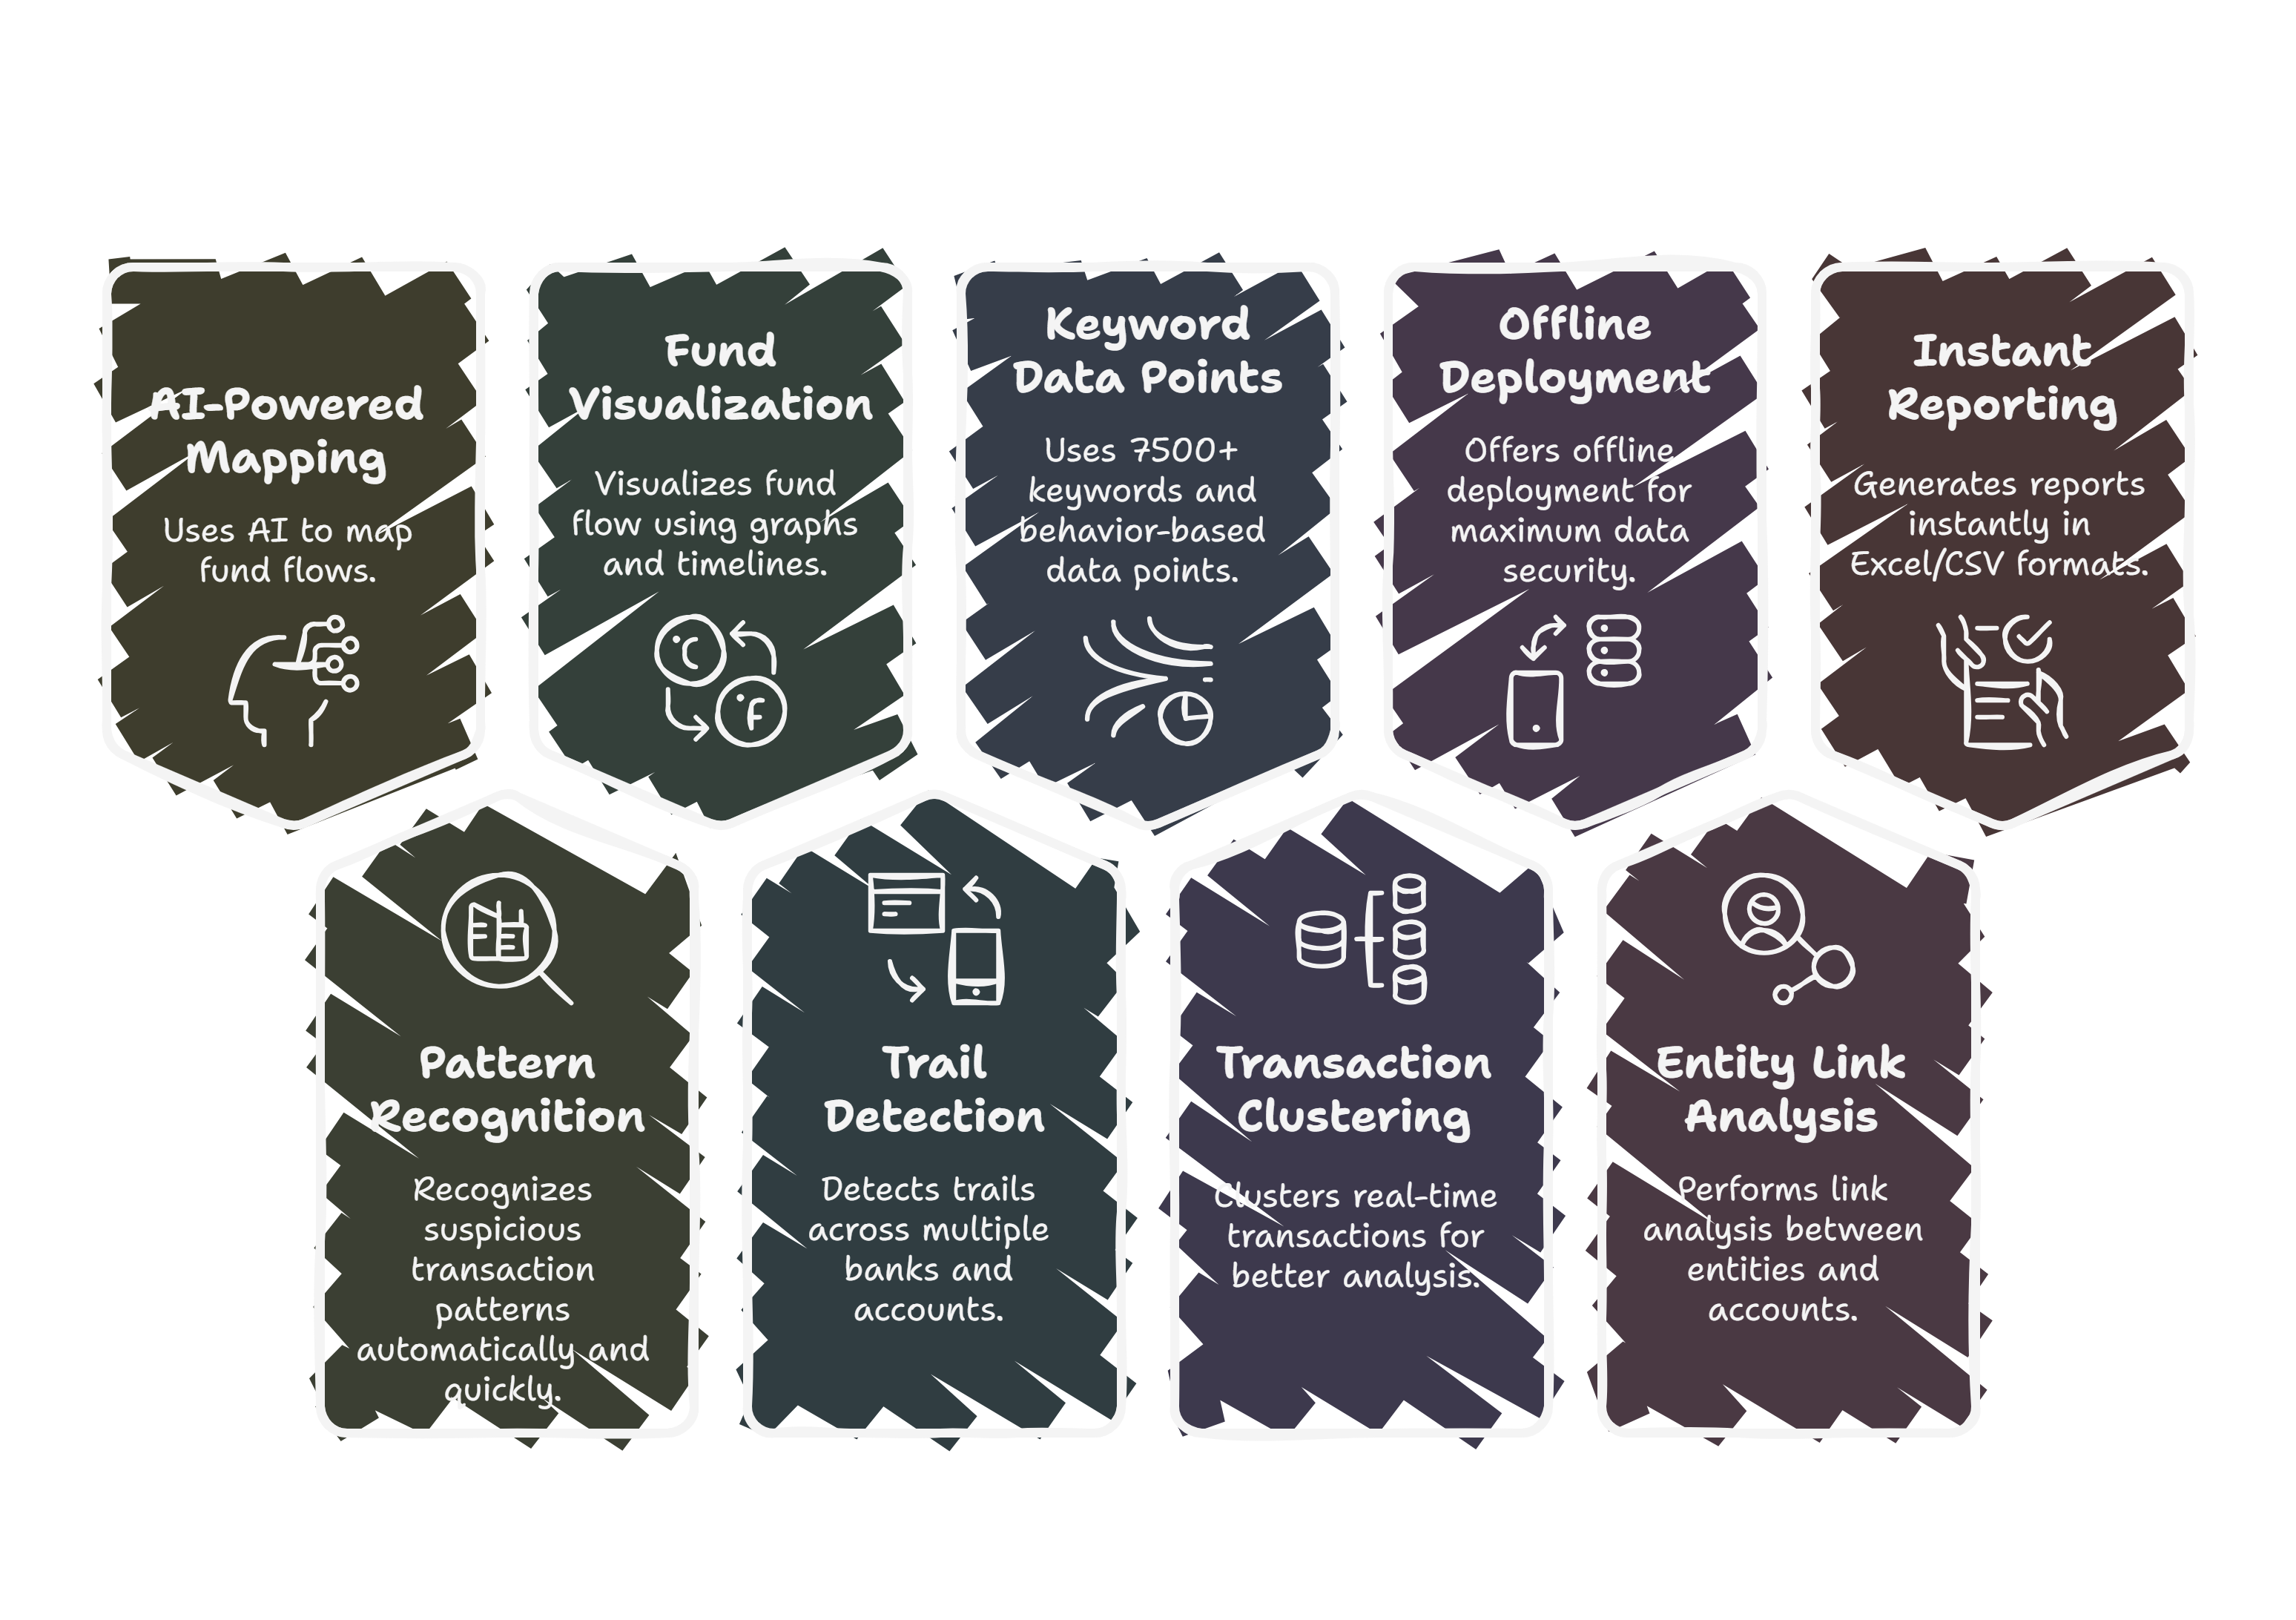 AI-Powered
Mapping
Uses AI to map
fund flows.
Fund
Visualization
Visualizes fund
flow using graphs
and timelines.
°C
°F
Keyword
Data Points
Uses 7500+
keywords and
behavior-based
data points.
Offline
Deployment
Offers offline
deployment for
maximum data
security.
Instant
Reporting
Generates reports
instantly in
Excel/CSV formats.
Pattern
Recognition
Recognizes
suspicious
transaction
patterns
automatically and
quickly.
Trail
Detection
Detects trails
across multiple
banks and
accounts.
Transaction
Clustering
Clusters real-time
transactions for
better analysis.
Entity Link
Analysis
Performs link
analysis between
entities and
accounts.